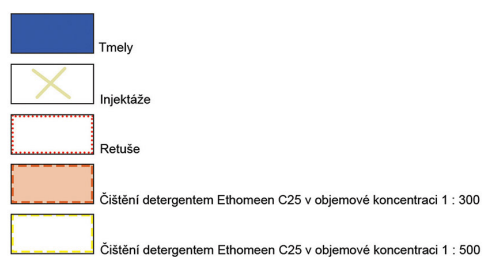 Tmely
Injektáže
Retuše
Čištění detergentem Ethomeen C25 v objemové koncentraci 1 : 300
Čištění detergentem Ethomeen C25 v objemové koncentraci 1 : 500